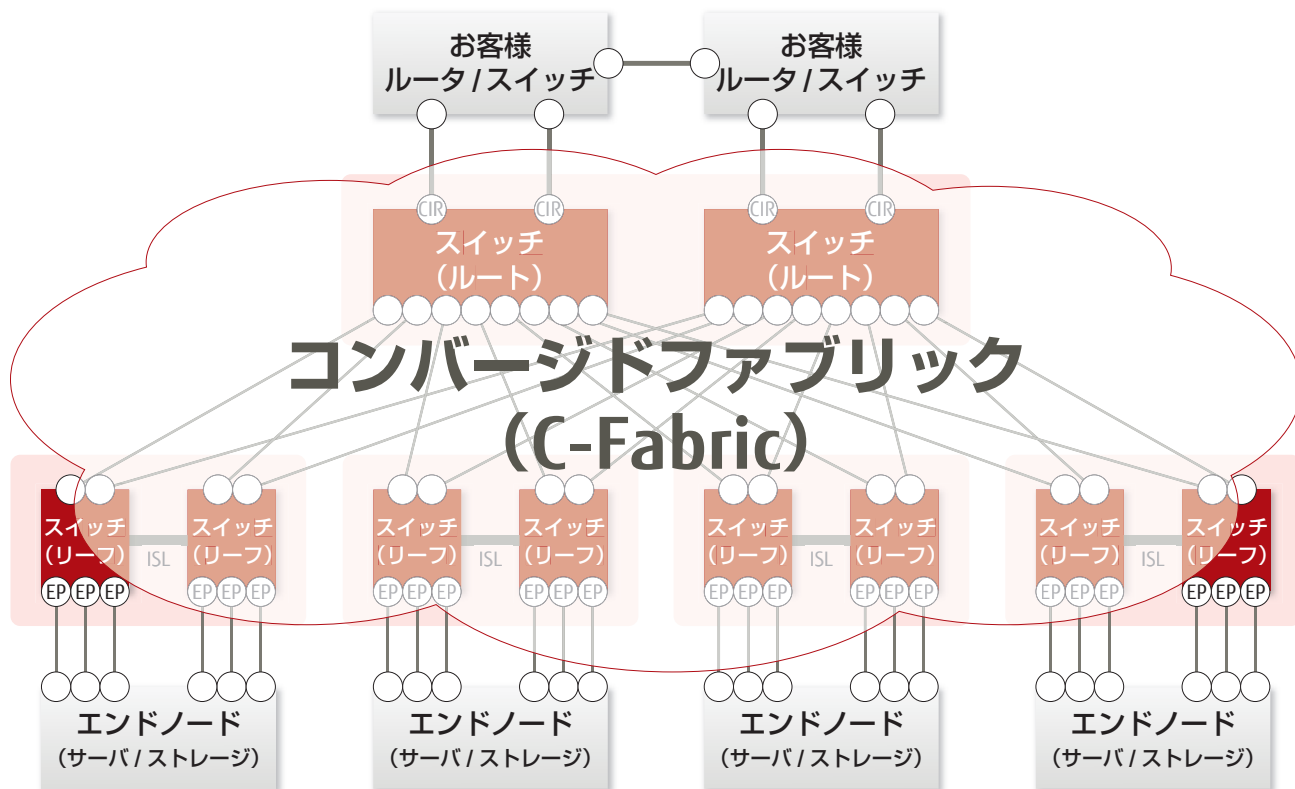 お客様
ルータ / スイッチ
お客様
ルータ / スイッチ
CIR CIR CIR CIR
スイッチ
（ルート）
スイッチ
（ルート）
コンバージドファブリック
（C-Fabric）
スイッチ
（リーフ）
ISL
スイッチ
（リーフ）
スイッチ
（リーフ）
ISL
スイッチ
（リーフ）
スイッチ
（リーフ）
ISL
スイッチ
（リーフ）
スイッチ
（リーフ）
ISL
スイッチ
（リーフ）
EP EP EP EP EP EP EP EP EP EP EP EP EP EP EP EP EP EP EP EP EP EP EP EP
エンドノード
（サーバ / ストレージ）
エンドノード
（サーバ / ストレージ）
エンドノード
（サーバ / ストレージ）
エンドノード
（サーバ / ストレージ）